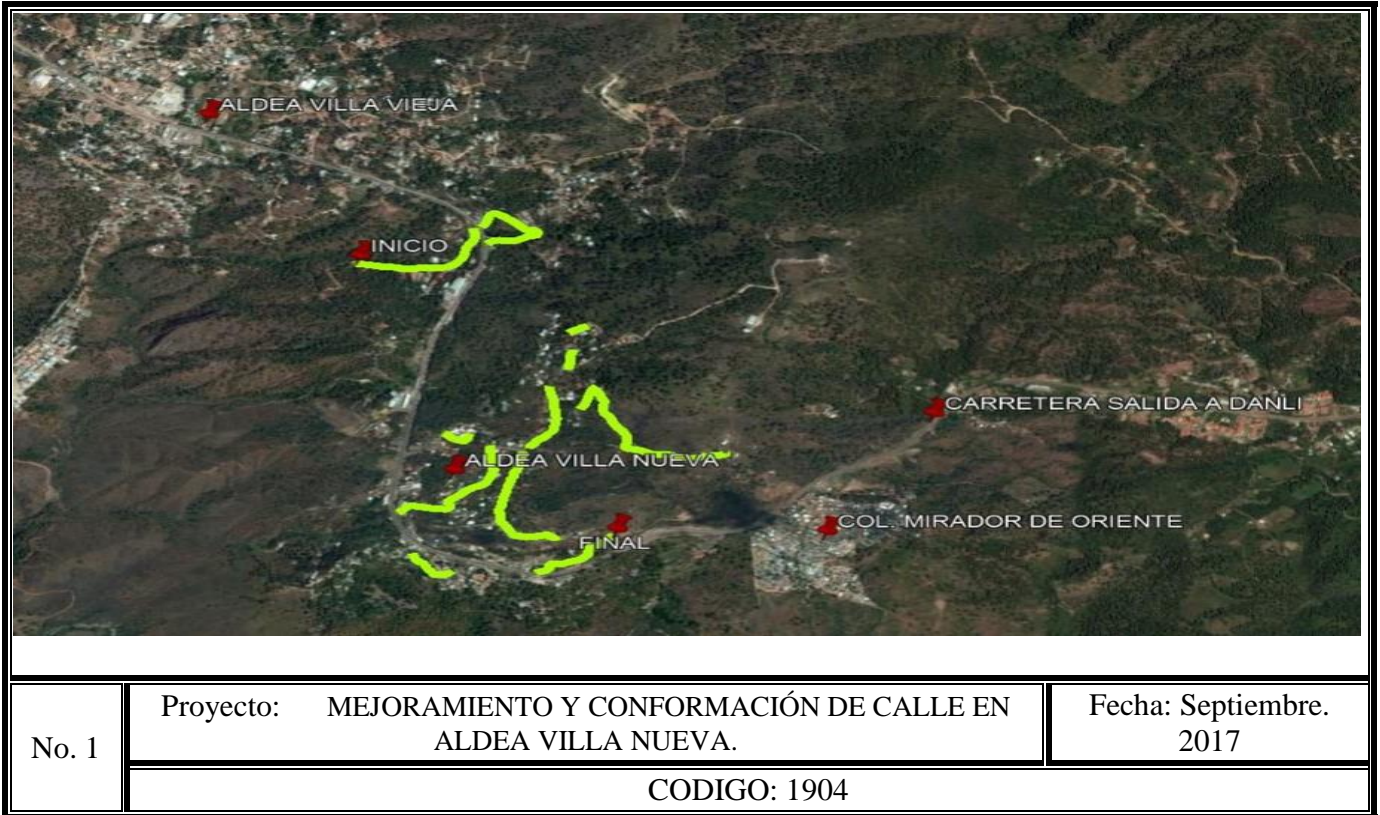 ALDEA VILLA VIEJA
INICIO
CARRETERA SALIDA A DANLI
ALDEA VILLA NUEVA
COL. MIRADOR DE ORIENTE
FINAL
No. 1
Proyecto: MEJORAMIENTO Y CONFORMACIÓN DE CALLE EN
ALDEA VILLA NUEVA.
Fecha: Septiembre.
2017
CODIGO: 1904